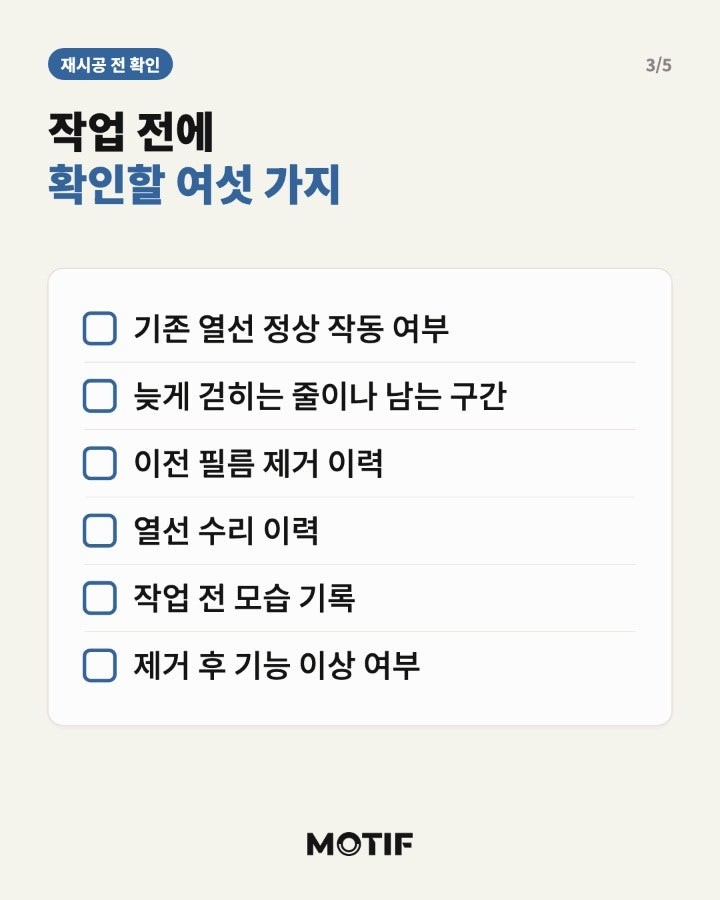 재시공 전 확인
3/5
작업 전에
확인할 여섯 가지
기존 열선 정상 작동 여부
늦게 걷히는 줄이나 남는 구간
이전 필름 제거 이력
열선 수리 이력
작업 전 모습 기록
제거 후 기능 이상 여부
MOTIF